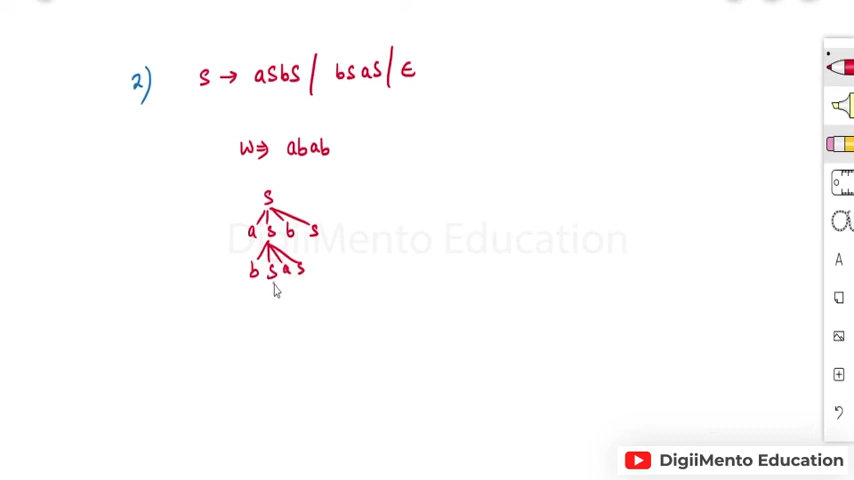 2) S → aSbS / bSaS / ε
w ⇒ abab
S
a s b s
DigiiMento Education
b S a s
A
DigiiMento Education